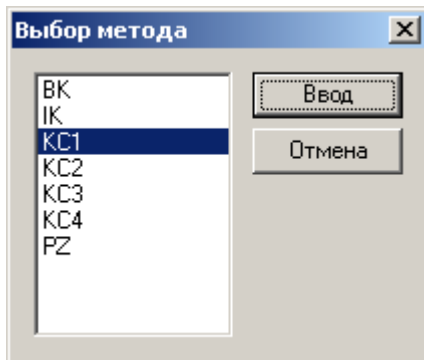 Выбор метода
BK
IK
KC1
KC2
KC3
KC4
PZ
Ввод
Отмена